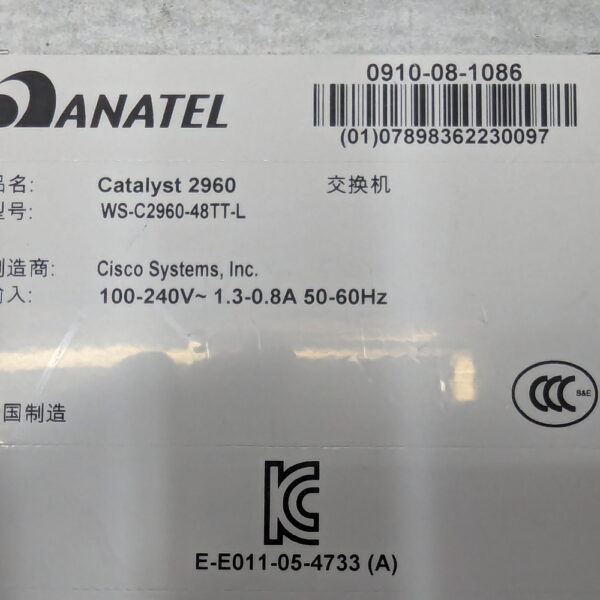 ANATEL
0910-08-1086
(01)07898362230097
品名: Catalyst 2960 交换机
型号: WS-C2960-48TT-L
制造商: Cisco Systems, Inc.
输入: 100-240V~ 1.3-0.8A 50-60Hz
国制造
CCC S&E
KC
E-E011-05-4733 (A)